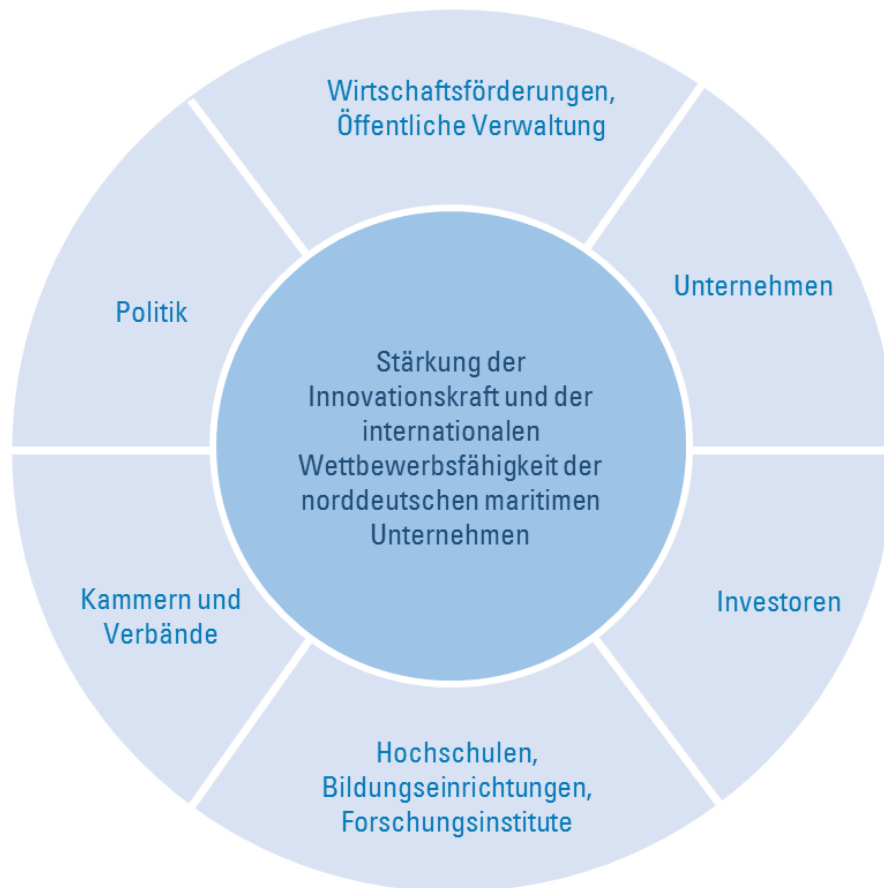 Wirtschaftsförderungen,
Öffentliche Verwaltung
Unternehmen
Politik
Stärkung der
Innovationskraft und der
internationalen
Wettbewerbsfähigkeit der
norddeutschen maritimen
Unternehmen
Kammern und
Verbände
Investoren
Hochschulen,
Bildungseinrichtungen,
Forschungsinstitute